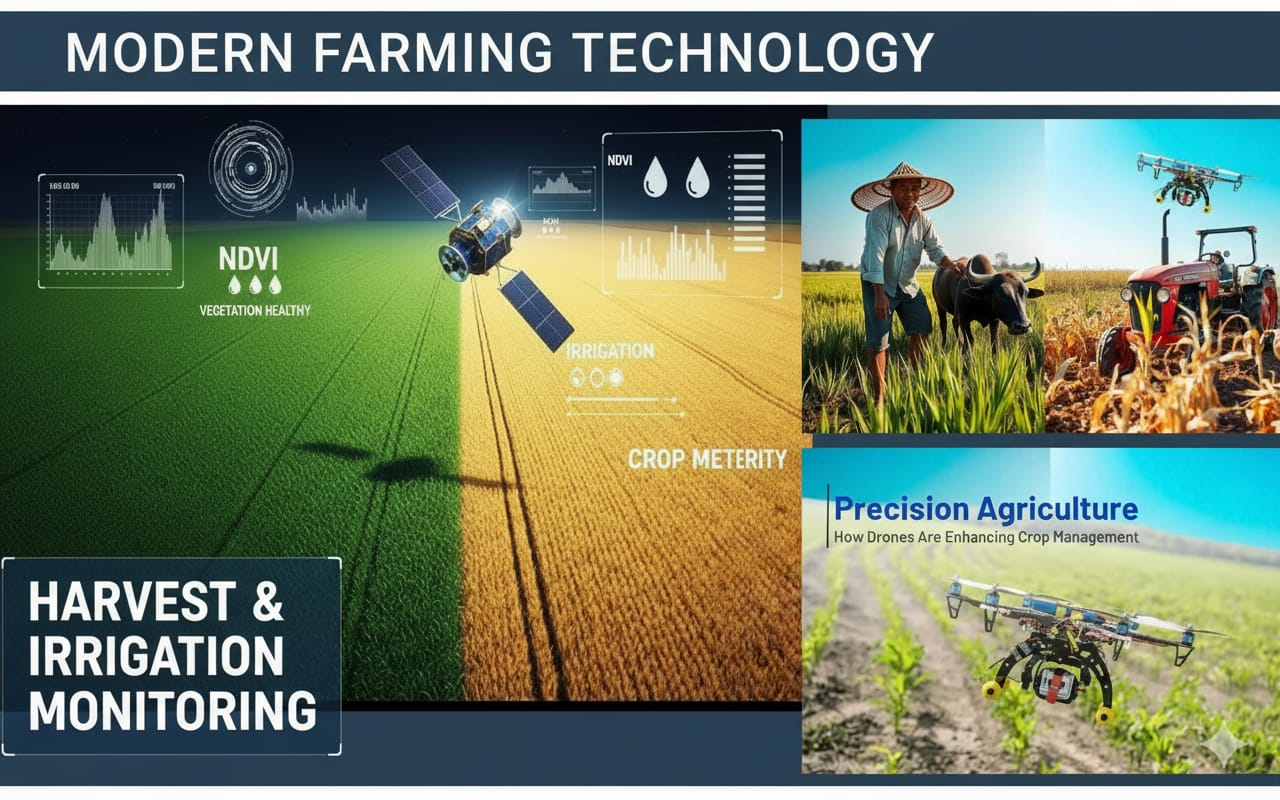 MODERN FARMING TECHNOLOGY
NDVI
VEGETATION HEALTHY
NDVI
IRRIGATION
CROP METERITY
HARVEST &
IRRIGATION
MONITORING
Precision Agriculture
How Drones Are Enhancing Crop Management